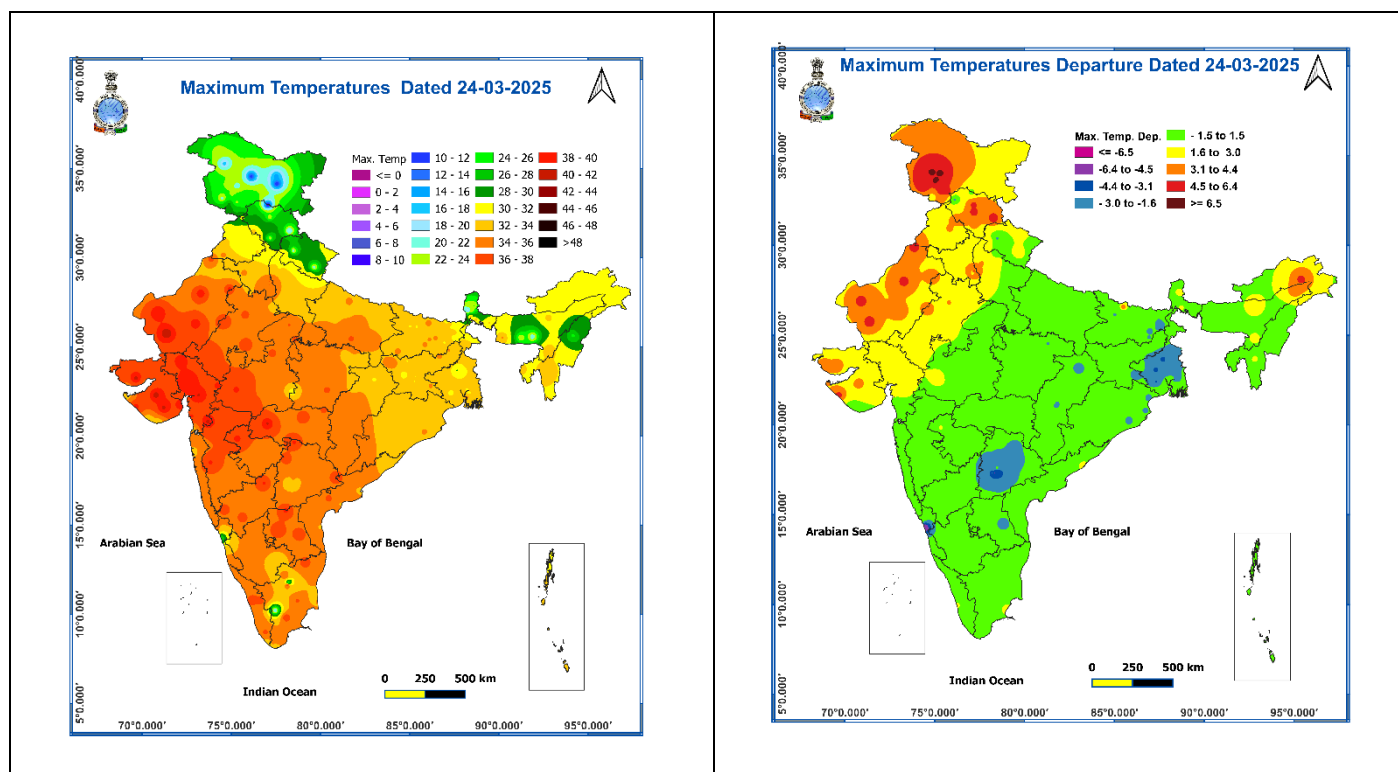 Maximum Temperatures Dated 24-03-2025
Max. Temp
<= 0
0 - 2
2 - 4
4 - 6
6 - 8
8 - 10
10 - 12
12 - 14
14 - 16
16 - 18
18 - 20
20 - 22
22 - 24
24 - 26
26 - 28
28 - 30
30 - 32
32 - 34
34 - 36
36 - 38
38 - 40
40 - 42
42 - 44
44 - 46
46 - 48
>48
40°0.000'
35°0.000'
30°0.000'
25°0.000'
20°0.000'
15°0.000'
10°0.000'
5°0.000'
Arabian Sea
Bay of Bengal
Indian Ocean
0 250 500 km
70°0.000' 75°0.000' 80°0.000' 85°0.000' 90°0.000' 95°0.000'
Maximum Temperatures Departure Dated 24-03-2025
Max. Temp. Dep.
<= -6.5
-6.4 to -4.5
-4.4 to -3.1
- 3.0 to -1.6
- 1.5 to 1.5
1.6 to 3.0
3.1 to 4.4
4.5 to 6.4
>= 6.5
40°0.000'
35°0.000'
30°0.000'
25°0.000'
20°0.000'
15°0.000'
10°0.000'
5°0.000'
Arabian Sea
Bay of Bengal
Indian Ocean
0 250 500 km
70°0.000' 75°0.000' 80°0.000' 85°0.000' 90°0.000' 95°0.000'